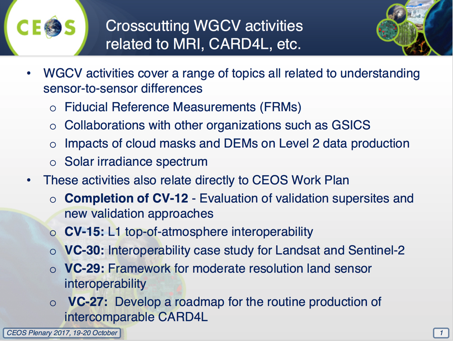 CEOS
Crosscutting WGCV activities
related to MRI, CARD4L, etc.
• WGCV activities cover a range of topics all related to understanding
sensor-to-sensor differences
o Fiducial Reference Measurements (FRMs)
o Collaborations with other organizations such as GSICS
o Impacts of cloud masks and DEMs on Level 2 data production
o Solar irradiance spectrum
• These activities also relate directly to CEOS Work Plan
o Completion of CV-12 - Evaluation of validation supersites and
new validation approaches
o CV-15: L1 top-of-atmosphere interoperability
o VC-30: Interoperability case study for Landsat and Sentinel-2
o VC-29: Framework for moderate resolution land sensor
interoperability
o VC-27: Develop a roadmap for the routine production of
intercomparable CARD4L
CEOS Plenary 2017, 19-20 October
1